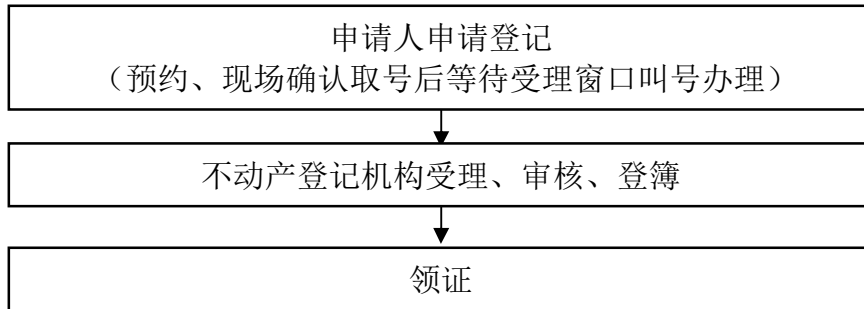 申请人申请登记
（预约、现场确认取号后等待受理窗口叫号办理）
不动产登记机构受理、审核、登簿
领证